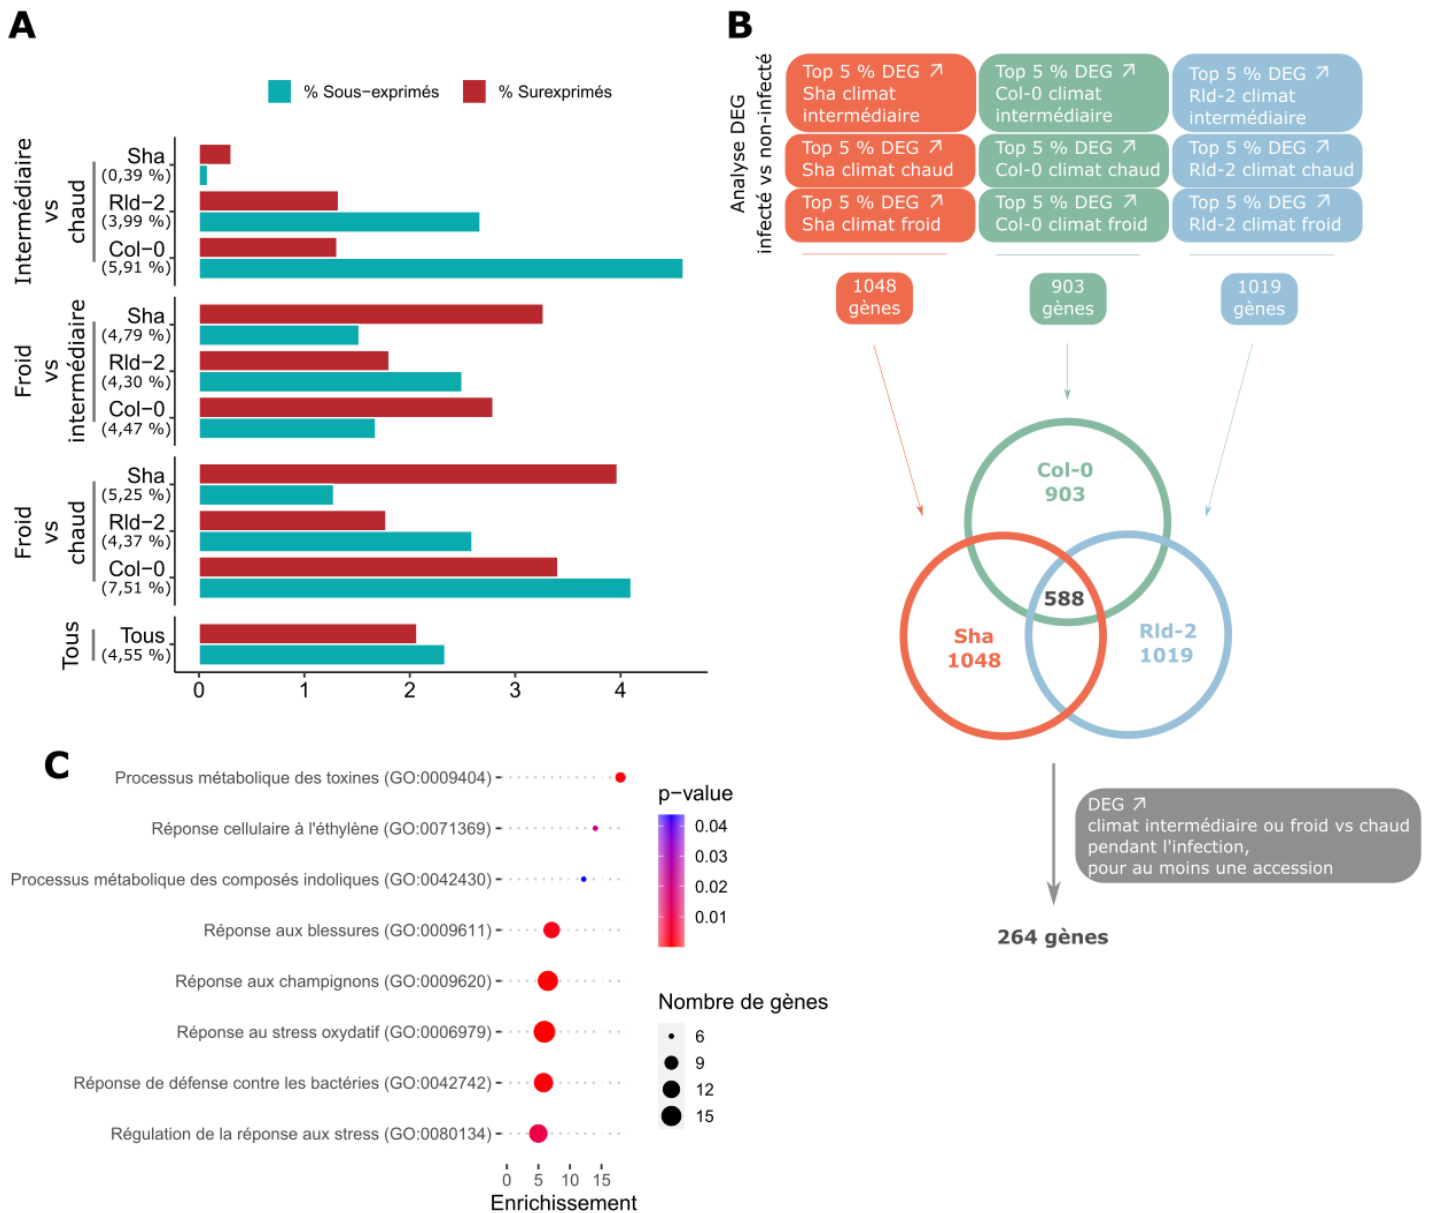 A
% Sous-exprimés
% Surexprimés
Intermédiaire
vs
chaud
Sha
(0,39 %)
Rld-2
(3,99 %)
Col-0
(5,91 %)
Froid
vs
intermédiaire
Sha
(4,79 %)
Rld-2
(4,30 %)
Col-0
(4,47 %)
Froid
vs
chaud
Sha
(5,25 %)
Rld-2
(4,37 %)
Col-0
(7,51 %)
Tous
Tous
(4,55 %)
0 1 2 3 4
B
Analyse DEG
infecté vs non-infecté
Top 5 % DEG ↗
Sha climat
intermédiaire
Top 5 % DEG ↗
Col-0 climat
intermédiaire
Top 5 % DEG ↗
Rld-2 climat
intermédiaire
Top 5 % DEG ↗
Sha climat chaud
Top 5 % DEG ↗
Col-0 climat chaud
Top 5 % DEG ↗
Rld-2 climat chaud
Top 5 % DEG ↗
Sha climat froid
Top 5 % DEG ↗
Col-0 climat froid
Top 5 % DEG ↗
Rld-2 climat froid
1048
gènes
903
gènes
1019
gènes
Col-0
903
588
Sha
1048
Rld-2
1019
DEG ↗
climat intermédiaire ou froid vs chaud
pendant l'infection,
pour au moins une accession
264 gènes
C
Processus métabolique des toxines (GO:0009404)
Réponse cellulaire à l'éthylène (GO:0071369)
Processus métabolique des composés indoliques (GO:0042430)
Réponse aux blessures (GO:0009611)
Réponse aux champignons (GO:0009620)
Réponse au stress oxydatif (GO:0006979)
Réponse de défense contre les bactéries (GO:0042742)
Régulation de la réponse aux stress (GO:0080134)
0 5 10 15
Enrichissement
p-value
0.04
0.03
0.02
0.01
Nombre de gènes
6
9
12
15